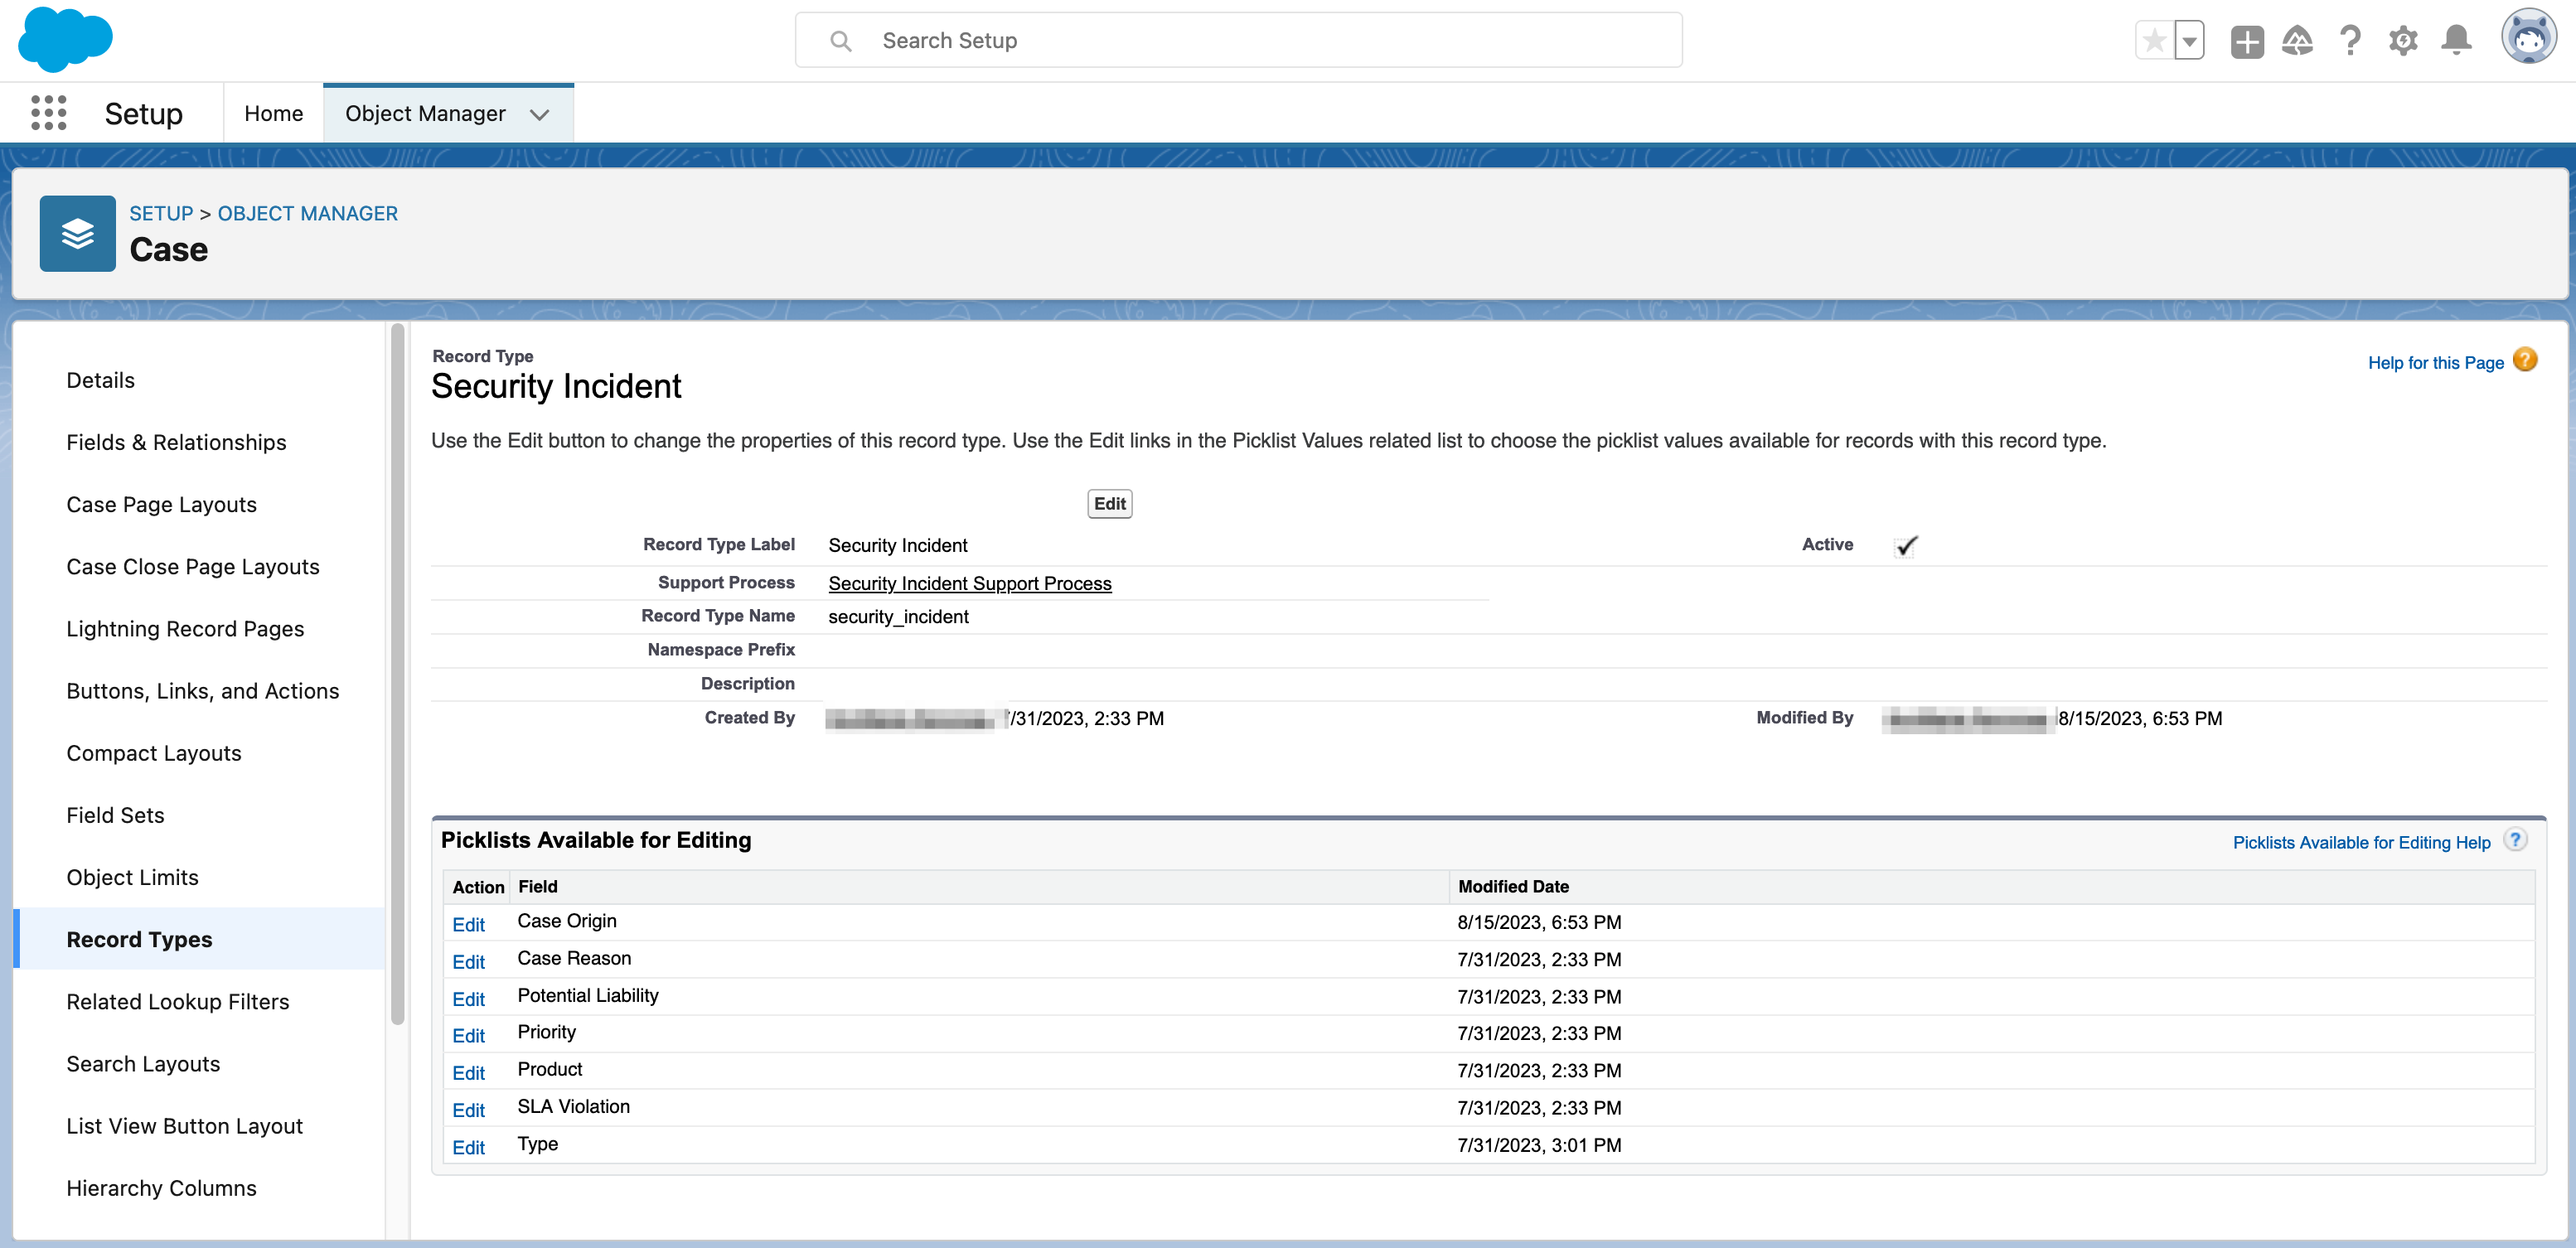 Search Setup
Setup
Home
Object Manager
SETUP > OBJECT MANAGER
Case
Details
Fields & Relationships
Case Page Layouts
Case Close Page Layouts
Lightning Record Pages
Buttons, Links, and Actions
Compact Layouts
Field Sets
Object Limits
Record Types
Related Lookup Filters
Search Layouts
List View Button Layout
Hierarchy Columns
Record Type
Security Incident
Help for this Page
Use the Edit button to change the properties of this record type. Use the Edit links in the Picklist Values related list to choose the picklist values available for records with this record type.
Edit
Record Type Label Security Incident Active
Support Process Security Incident Support Process
Record Type Name security_incident
Namespace Prefix
Description
Created By /31/2023, 2:33 PM Modified By 8/15/2023, 6:53 PM
Picklists Available for Editing
Picklists Available for Editing Help ?
Action Field Modified Date
Edit Case Origin 8/15/2023, 6:53 PM
Edit Case Reason 7/31/2023, 2:33 PM
Edit Potential Liability 7/31/2023, 2:33 PM
Edit Priority 7/31/2023, 2:33 PM
Edit Product 7/31/2023, 2:33 PM
Edit SLA Violation 7/31/2023, 2:33 PM
Edit Type 7/31/2023, 3:01 PM